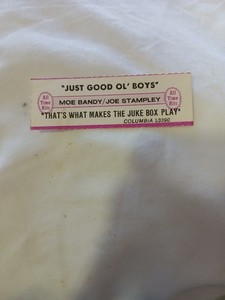 "JUST GOOD OL' BOYS"
All Time Hits
MOE BANDY/JOE STAMPLEY
All Time Hits
"THAT'S WHAT MAKES THE JUKE BOX PLAY"
COLUMBIA